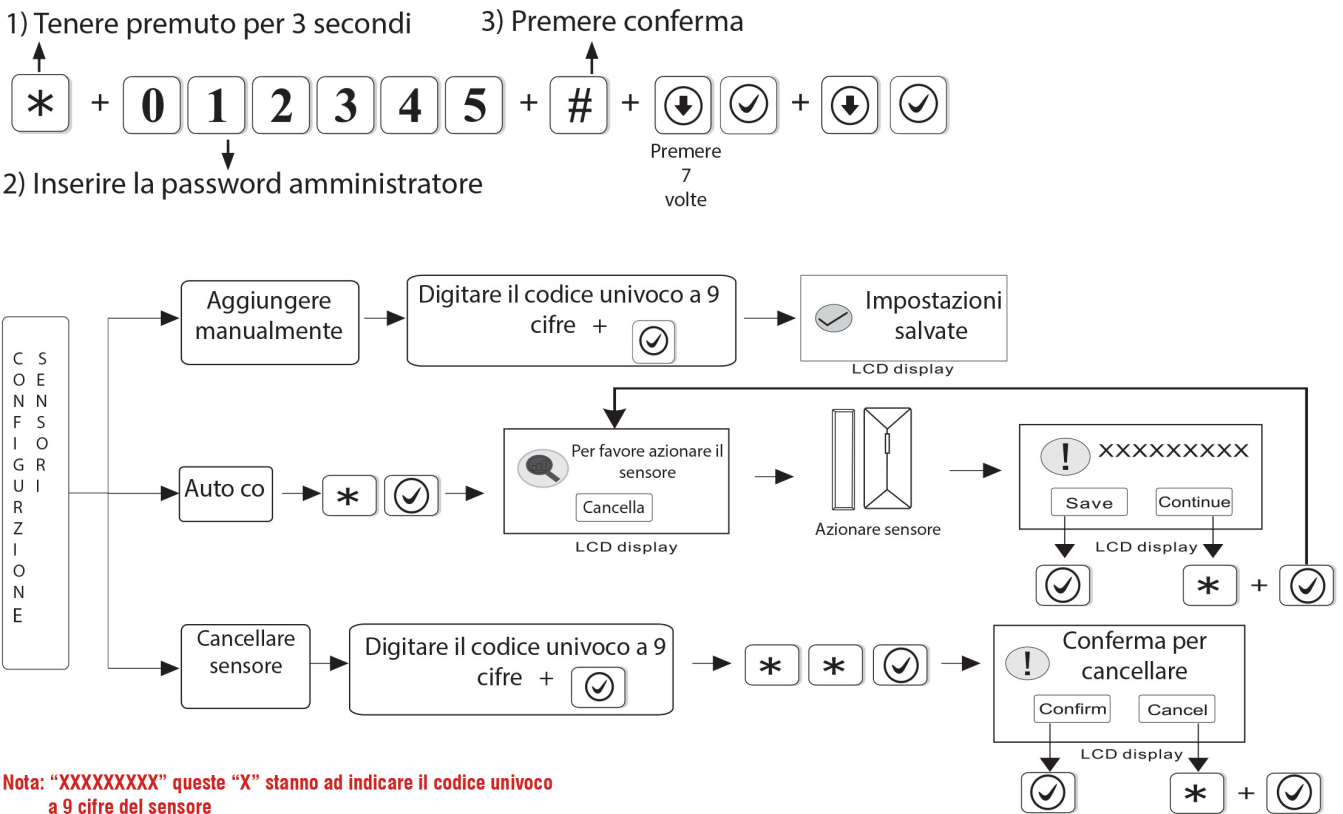 1) Tenere premuto per 3 secondi
3) Premere conferma
* + 0 1 2 3 4 5 + # + +
Premere
7
volte
2) Inserire la password amministratore
CONFIGURZIONE
SENSORI
Aggiungere
manualmente
Digitare il codice univoco a 9
cifre +
Impostazioni
salvate
LCD display
Auto co
*
Per favore azionare il
sensore
Cancella
LCD display
Azionare sensore
! XXXXXXXXX
Save
Continue
LCD display
* +
Cancellare
sensore
Digitare il codice univoco a 9
cifre +
* *
Conferma per
cancellare
!
Confirm
Cancel
LCD display
* +
Nota: “XXXXXXXXX” queste “X” stanno ad indicare il codice univoco
a 9 cifre del sensore